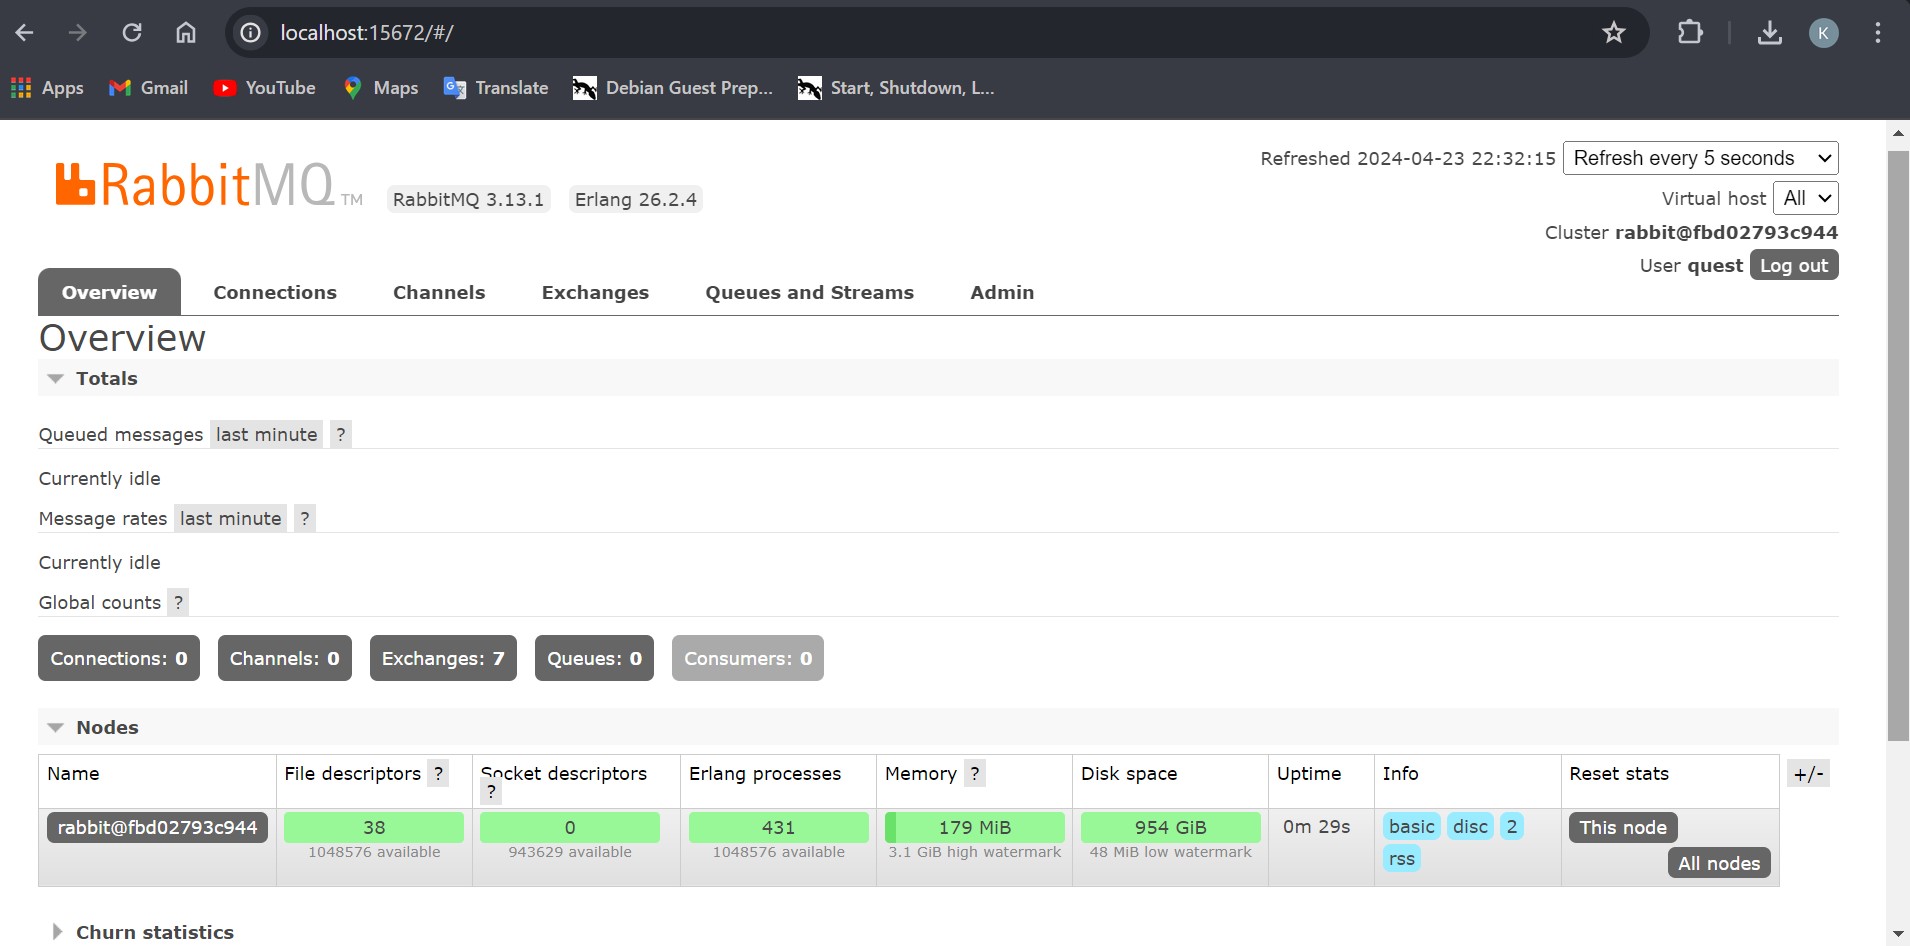 localhost:15672/#/
K
Apps Gmail YouTube Maps Translate Debian Guest Prep... Start, Shutdown, L...
Refreshed 2024-04-23 22:32:15 Refresh every 5 seconds
RabbitMQ TM RabbitMQ 3.13.1 Erlang 26.2.4
Virtual host All
Cluster rabbit@fbd02793c944
User quest Log out
Overview Connections Channels Exchanges Queues and Streams Admin
Overview
Totals
Queued messages last minute ?
Currently idle
Message rates last minute ?
Currently idle
Global counts ?
Connections: 0 Channels: 0 Exchanges: 7 Queues: 0 Consumers: 0
Nodes
Name File descriptors ? Socket descriptors ? Erlang processes Memory ? Disk space Uptime Info Reset stats +/-
rabbit@fbd02793c944 38 0 431 179 MiB 954 GiB 0m 29s basic disc 2 This node
1048576 available 943629 available 1048576 available 3.1 GiB high watermark 48 MiB low watermark rss All nodes
Churn statistics